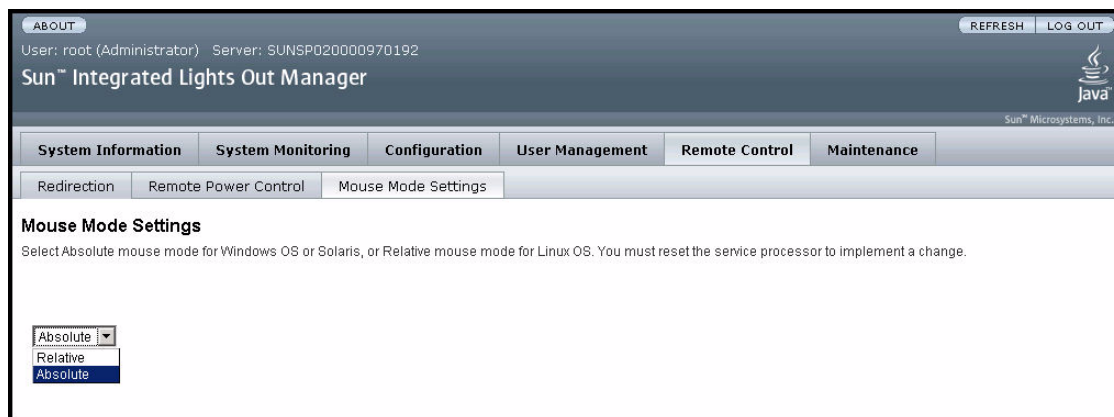 ABOUT
REFRESH LOG OUT
User: root (Administrator) Server: SUNSP020000970192
Sun™ Integrated Lights Out Manager
Java™
Sun™ Microsystems, Inc.
System Information System Monitoring Configuration User Management Remote Control Maintenance
Redirection Remote Power Control Mouse Mode Settings
Mouse Mode Settings
Select Absolute mouse mode for Windows OS or Solaris, or Relative mouse mode for Linux OS. You must reset the service processor to implement a change.
Absolute
Relative
Absolute